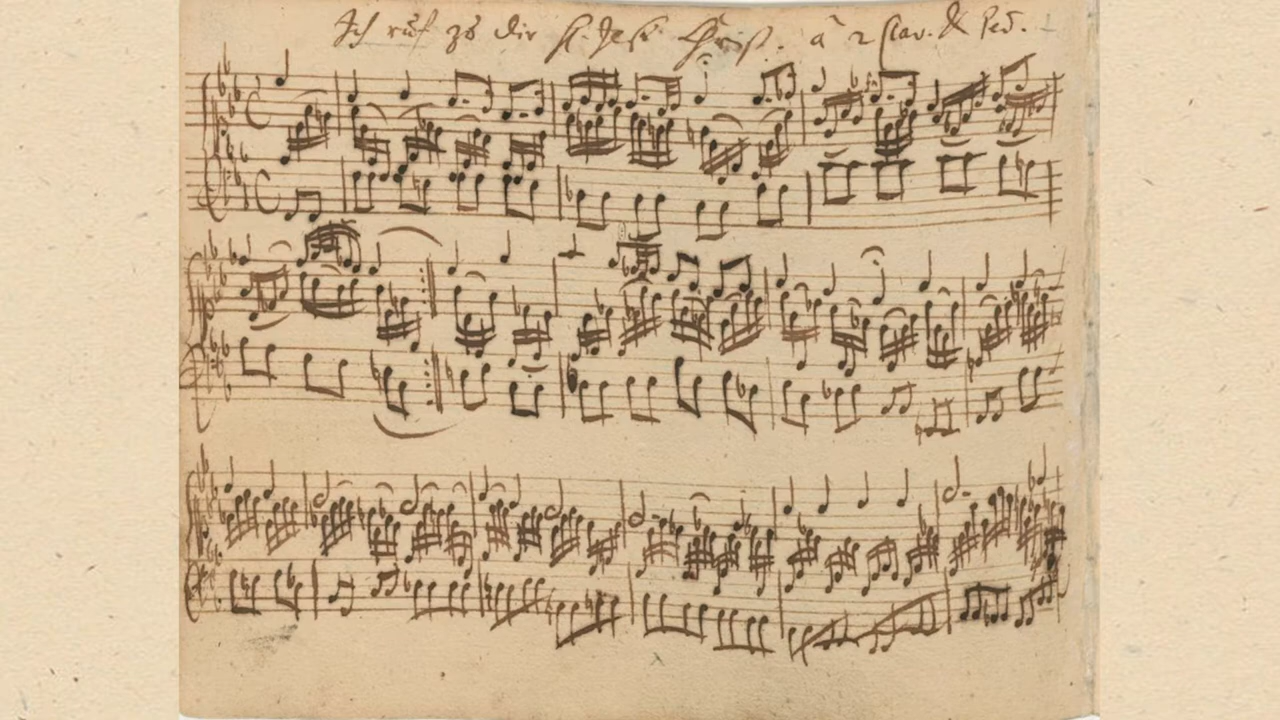 Ich ruf zu dir H. Jesu Christ. à 2 Clav. & Ped.